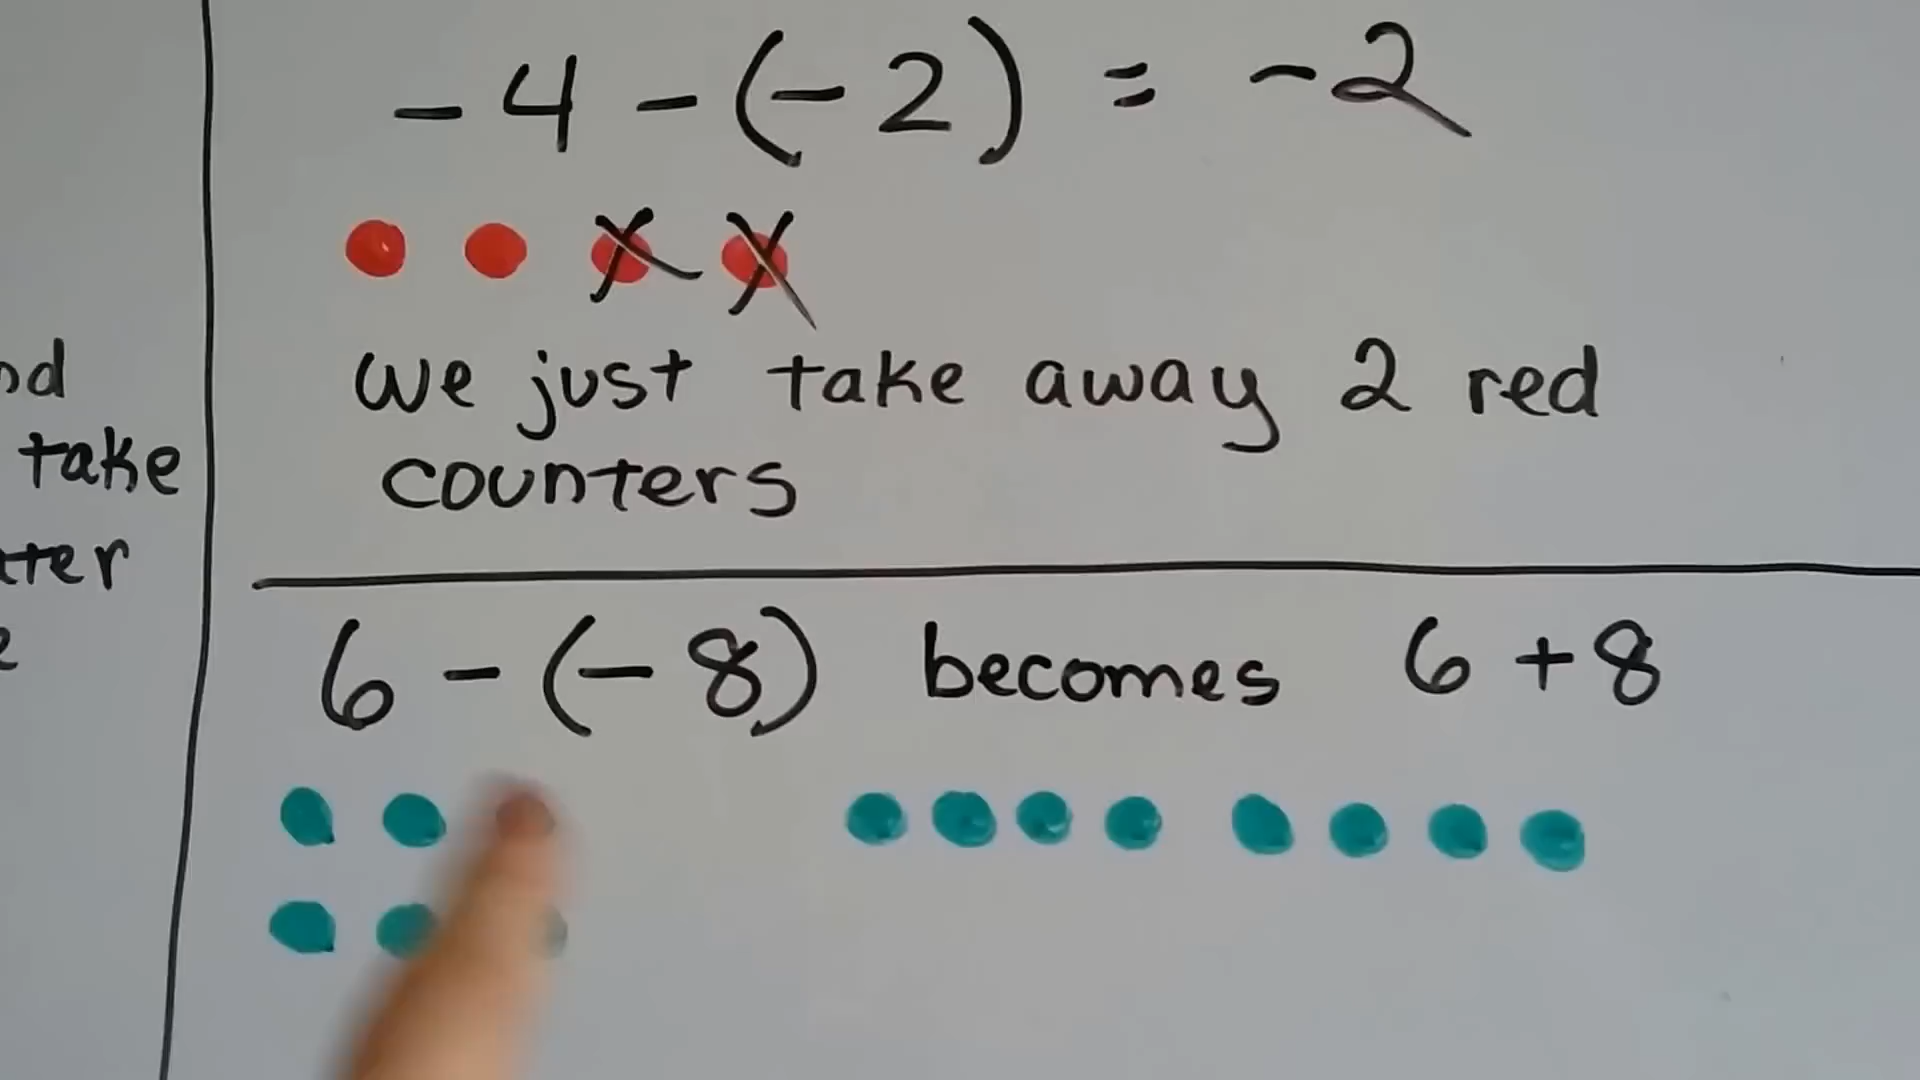 -4 - (-2) = -2
we just take away 2 red
counters
take
6 - (-8) becomes 6 + 8